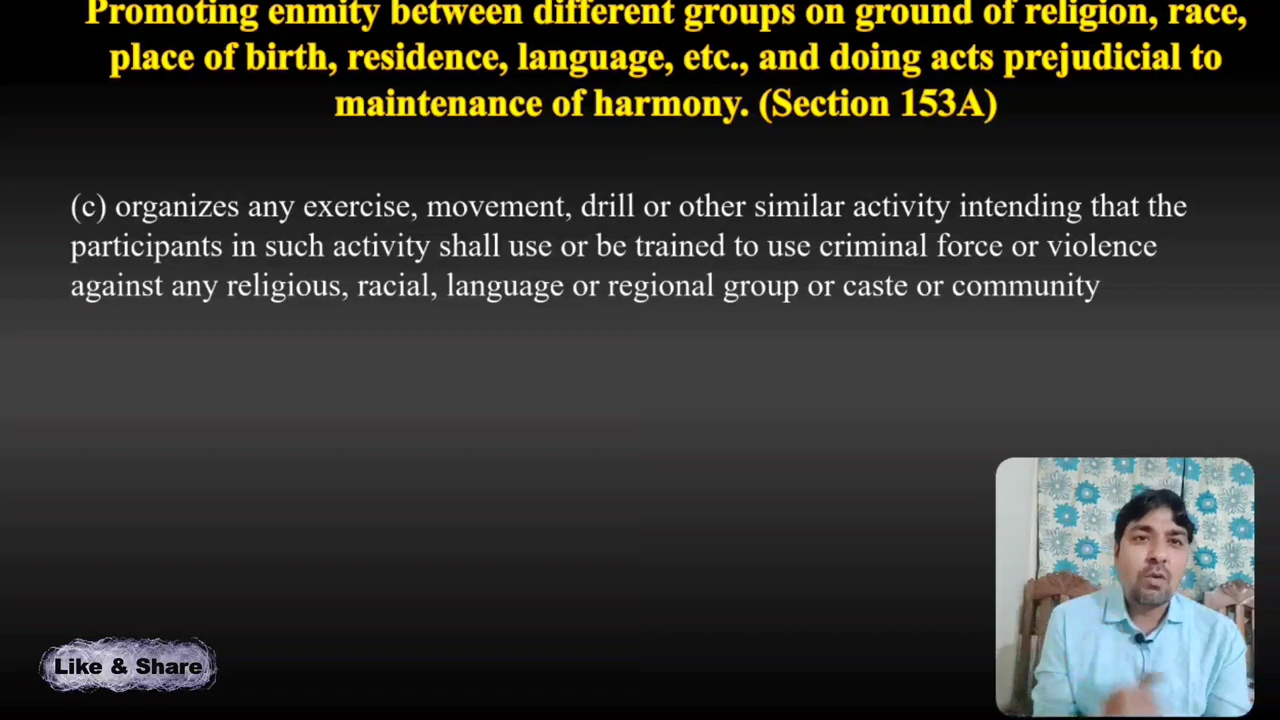 Promoting enmity between different groups on ground of religion, race,
place of birth, residence, language, etc., and doing acts prejudicial to
maintenance of harmony. (Section 153A)
(c) organizes any exercise, movement, drill or other similar activity intending that the
participants in such activity shall use or be trained to use criminal force or violence
against any religious, racial, language or regional group or caste or community
Like & Share